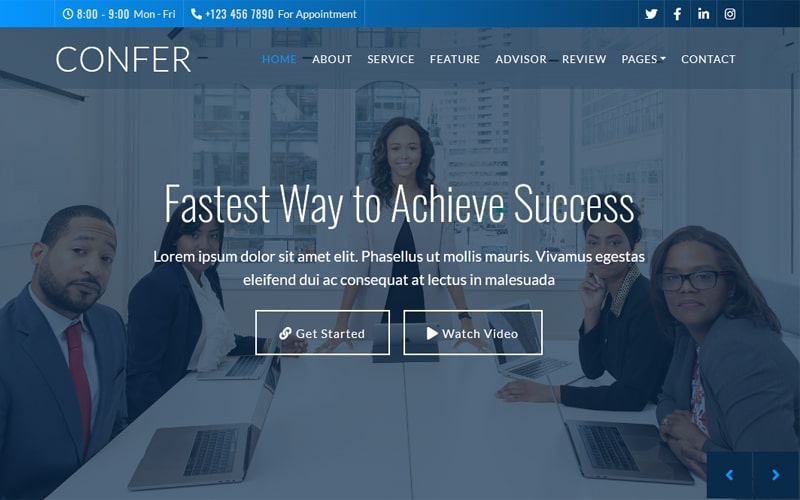 8:00 - 9:00 Mon - Fri +123 456 7890 For Appointment
CONFER
HOME ABOUT SERVICE FEATURE ADVISOR REVIEW PAGES CONTACT
Fastest Way to Achieve Success
Lorem ipsum dolor sit amet elit. Phasellus ut mollis mauris. Vivamus egestas
eleifend dui ac consequat at lectus in malesuada
Get Started Watch Video